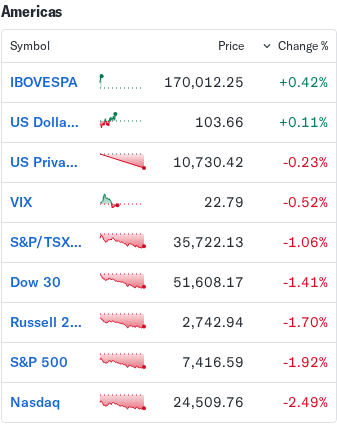 Americas
Symbol Price Change %
IBOVESPA 170,012.25 +0.42%
US Dolla... 103.66 +0.11%
US Priva... 10,730.42 -0.23%
VIX 22.79 -0.52%
S&P/TSX... 35,722.13 -1.06%
Dow 30 51,608.17 -1.41%
Russell 2... 2,742.94 -1.70%
S&P 500 7,416.59 -1.92%
Nasdaq 24,509.76 -2.49%